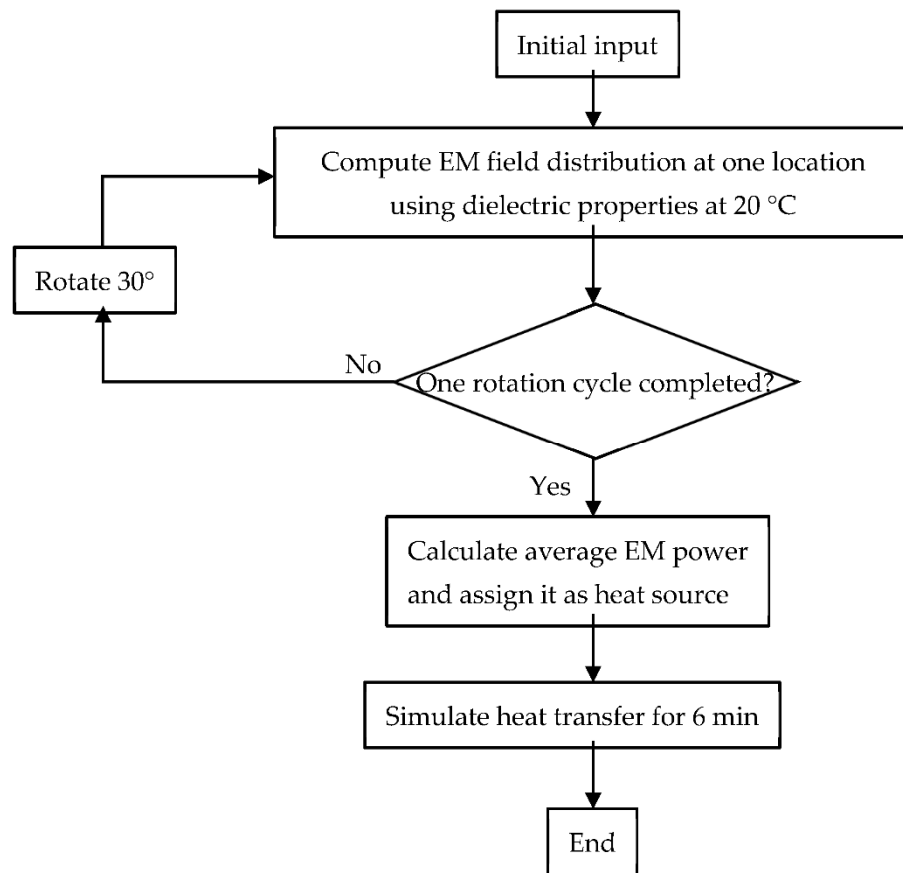 Initial input
Compute EM field distribution at one location
using dielectric properties at 20 °C
Rotate 30°
No
One rotation cycle completed?
Yes
Calculate average EM power
and assign it as heat source
Simulate heat transfer for 6 min
End